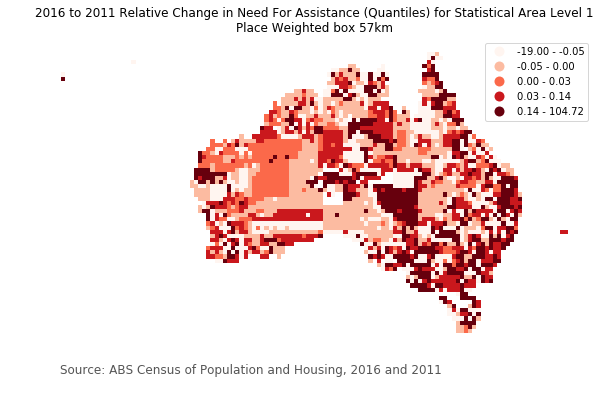 2016 to 2011 Relative Change in Need For Assistance (Quantiles) for Statistical Area Level 1
Place Weighted box 57km
-19.00 - -0.05
-0.05 - 0.00
0.00 - 0.03
0.03 - 0.14
0.14 - 104.72
Source: ABS Census of Population and Housing, 2016 and 2011